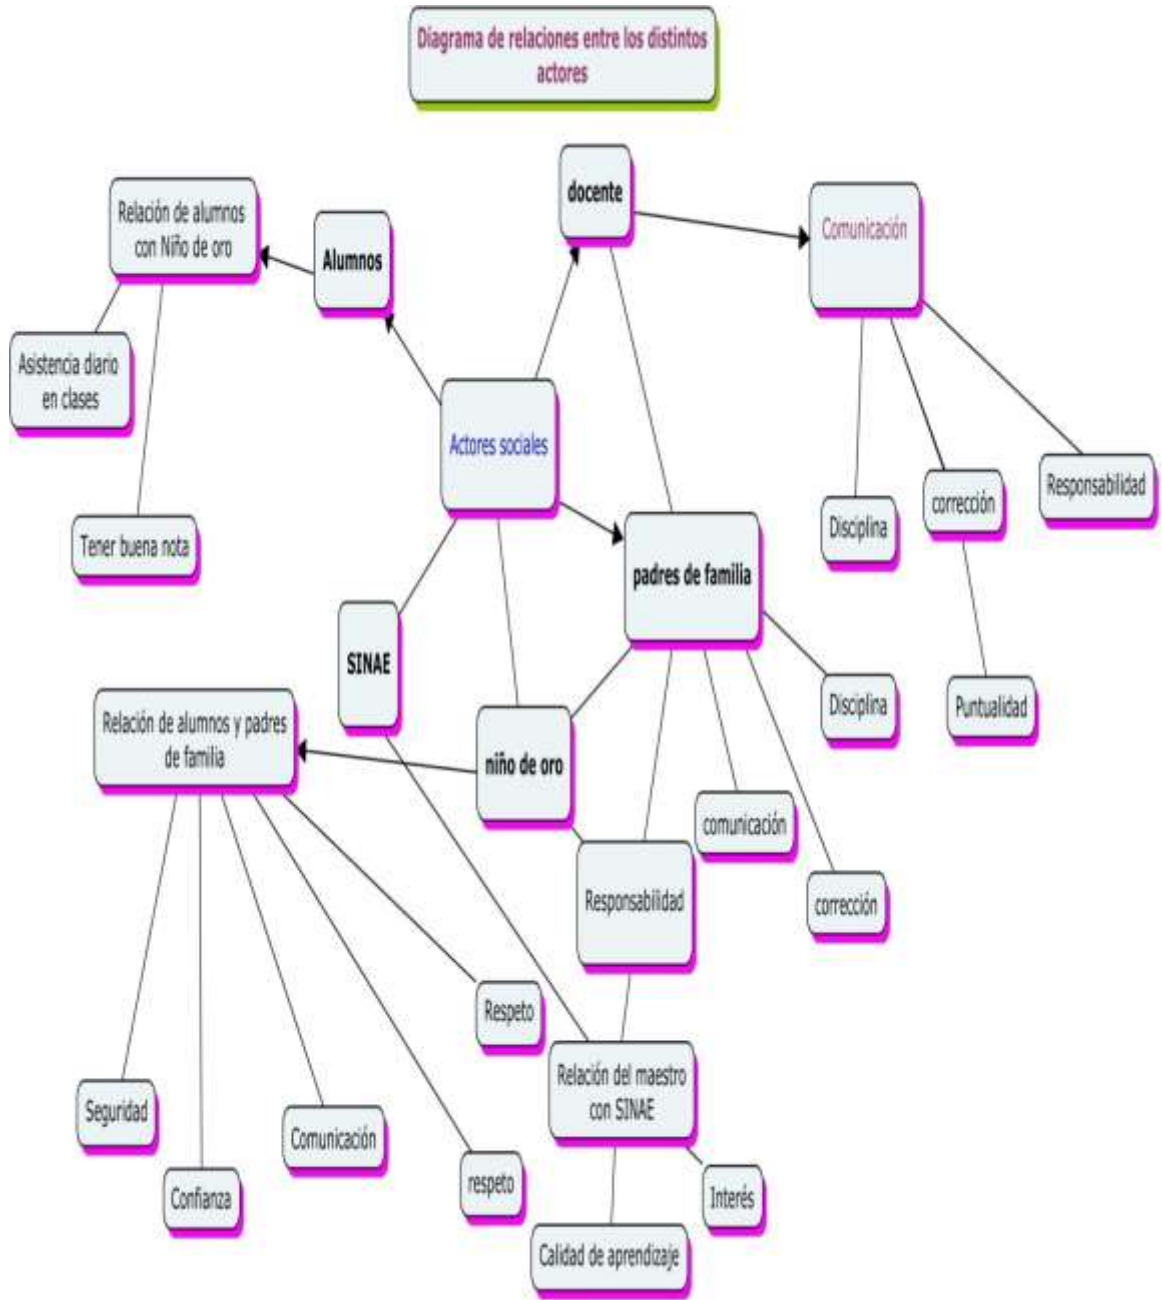 Diagrama de relaciones entre los distintos
actores
docente
Relación de alumnos
con Niño de oro
Alumnos
Comunicación
Asistencia diario
en clases
Actores sociales
Responsabilidad
corrección
Disciplina
Tener buena nota
padres de familia
SINAE
Disciplina
Puntualidad
Relación de alumnos y padres
de familia
niño de oro
comunicación
Responsabilidad
corrección
Respeto
Relación del maestro
con SINAE
Seguridad
Comunicación
Confianza
respeto
Interés
Calidad de aprendizaje